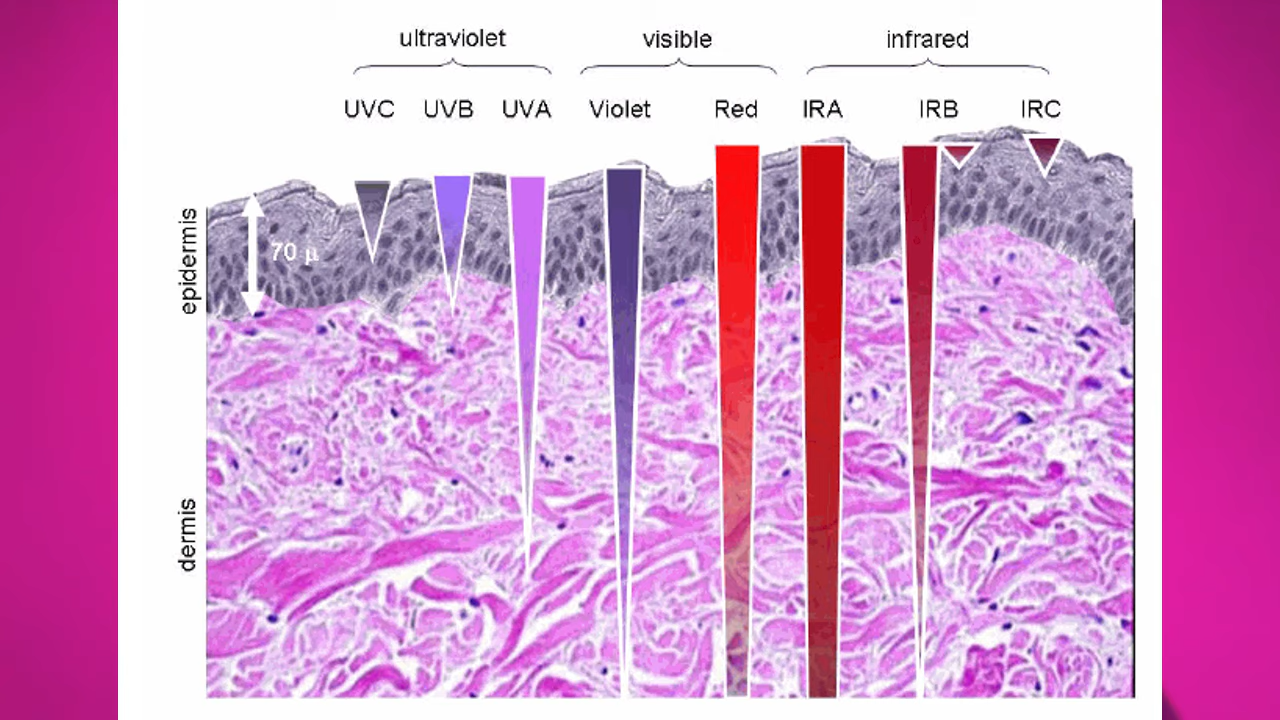 ultraviolet visible infrared
UVC UVB UVA Violet Red IRA IRB IRC
epidermis
70 μ
dermis